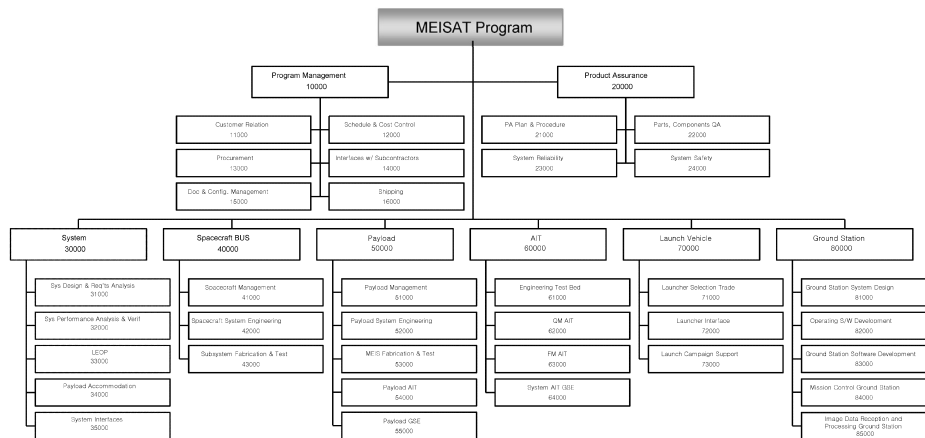 MEISAT Program
Program Management
10000
Product Assurance
20000
Customer Relation
11000
Schedule & Cost Control
12000
PA Plan & Procedure
21000
Parts, Components QA
22000
Procurement
13000
Interfaces w/ Subcontractors
14000
System Reliability
23000
System Safety
24000
Doc & Config. Management
15000
Shipping
16000
System
30000
Spacecraft BUS
40000
Payload
50000
AIT
60000
Launch Vehicle
70000
Ground Station
80000
Sys Design & Req'ts Analysis
31000
Spacecraft Management
41000
Payload Management
51000
Engineering Test Bed
61000
Launcher Selection Trade
71000
Ground Station System Design
81000
Sys Performance Analysis & Verif
32000
Spacecraft System Engineering
42000
Payload System Engineering
52000
QM AIT
62000
Launcher Interface
72000
Operating S/W Development
82000
LEOP
33000
Subsystem Fabrication & Test
43000
MEIS Fabrication & Test
53000
FM AIT
63000
Launch Campaign Support
73000
Ground Station Software Development
83000
Payload Accommodation
34000
Payload AIT
54000
System AIT GSE
64000
Mission Control Ground Station
84000
System Interfaces
35000
Payload GSE
55000
Image Data Reception and
Processing Ground Station
85000